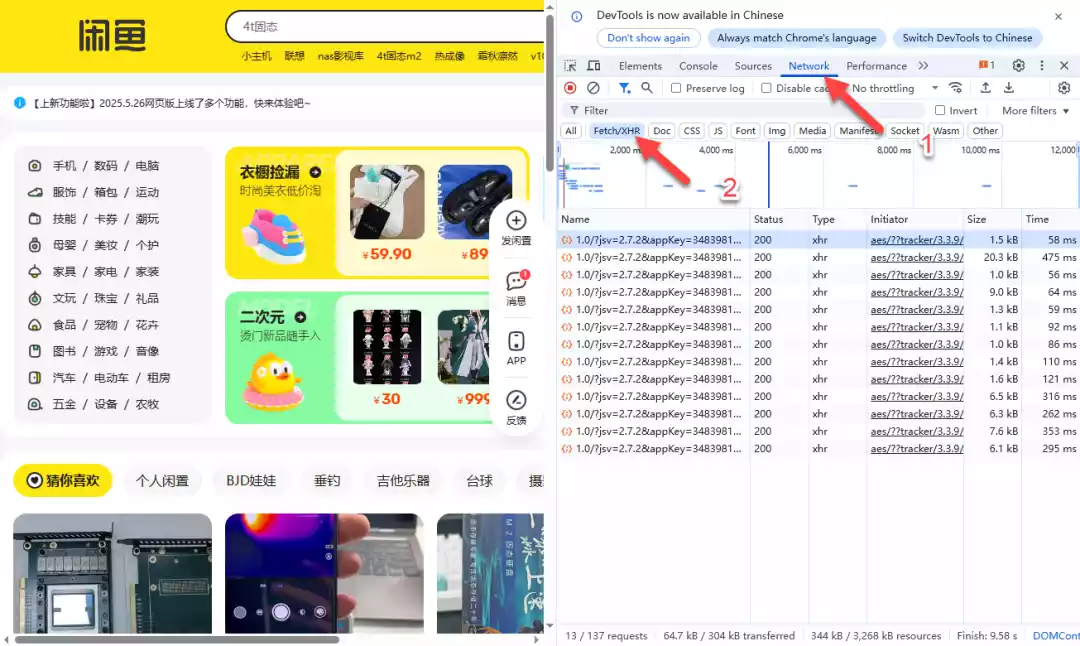 闲鱼
4t固态
小主机 联想 nas影视库 4t固态m2 热成像 霜秋凛然 v10
【上新功能啦】2025.5.26网页版上线了多个功能，快来体验吧~
手机 / 数码 / 电脑
服饰 / 箱包 / 运动
技能 / 卡券 / 潮玩
母婴 / 美妆 / 个护
家具 / 家电 / 家装
文玩 / 珠宝 / 礼品
食品 / 宠物 / 花卉
图书 / 游戏 / 音像
汽车 / 电动车 / 租房
五金 / 设备 / 农牧
衣橱捡漏
时尚美衣低价淘
¥59.90
¥89
二次元
烫门新品随手入
¥30
¥999
发闲置
1
消息
APP
反馈
猜你喜欢 个人闲置 BJD娃娃 垂钓 吉他乐器 台球 摄
DevTools is now available in Chinese
Don't show again Always match Chrome's language Switch DevTools to Chinese
Elements Console Sources Network Performance 1
Preserve log Disable cac No throttling
Filter Invert More filters
All Fetch/XHR Doc CSS JS Font Img Media Manifest Socket Wasm Other
1
2
2,000 ms 4,000 ms 6,000 ms 8,000 ms 10,000 ms 12,000
Name Status Type Initiator Size Time
1.0/?jsv=2.7.2&appKey=3483981... 200 xhr aes/??tracker/3.3.9/ 1.5 kB 58 ms
1.0/?jsv=2.7.2&appKey=3483981... 200 xhr aes/??tracker/3.3.9/ 20.3 kB 475 ms
1.0/?jsv=2.7.2&appKey=3483981... 200 xhr aes/??tracker/3.3.9/ 1.0 kB 56 ms
1.0/?jsv=2.7.2&appKey=3483981... 200 xhr aes/??tracker/3.3.9/ 9.0 kB 64 ms
1.0/?jsv=2.7.2&appKey=3483981... 200 xhr aes/??tracker/3.3.9/ 1.3 kB 59 ms
1.0/?jsv=2.7.2&appKey=3483981... 200 xhr aes/??tracker/3.3.9/ 1.1 kB 92 ms
1.0/?jsv=2.7.2&appKey=3483981... 200 xhr aes/??tracker/3.3.9/ 1.0 kB 86 ms
1.0/?jsv=2.7.2&appKey=3483981... 200 xhr aes/??tracker/3.3.9/ 1.4 kB 110 ms
1.0/?jsv=2.7.2&appKey=3483981... 200 xhr aes/??tracker/3.3.9/ 1.6 kB 121 ms
1.0/?jsv=2.7.2&appKey=3483981... 200 xhr aes/??tracker/3.3.9/ 6.5 kB 316 ms
1.0/?jsv=2.7.2&appKey=3483981... 200 xhr aes/??tracker/3.3.9/ 6.3 kB 262 ms
1.0/?jsv=2.7.2&appKey=3483981... 200 xhr aes/??tracker/3.3.9/ 7.6 kB 353 ms
1.0/?jsv=2.7.2&appKey=3483981... 200 xhr aes/??tracker/3.3.9/ 6.1 kB 295 ms
13 / 137 requests 64.7 kB / 304 kB transferred 344 kB / 3,268 kB resources Finish: 9.58 s DOMCont